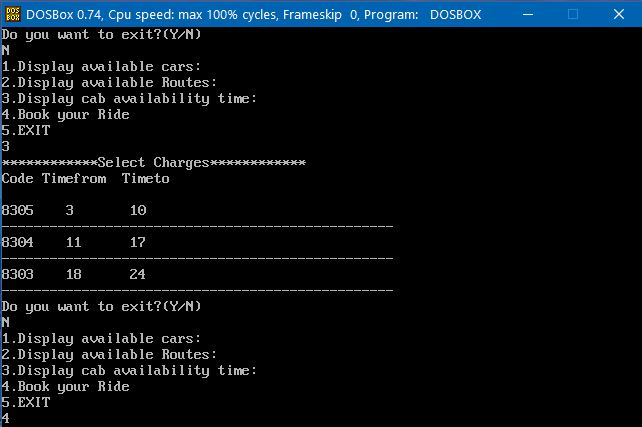 DOS BOX DOSBox 0.74, Cpu speed: max 100% cycles, Frameskip 0, Program: DOSBOX
Do you want to exit?(Y/N)
N
1.Display available cars:
2.Display available Routes:
3.Display cab availability time:
4.Book your Ride
5.EXIT
3
************Select Charges************
Code Timefrom Timeto
8305 3 10
-------------------------------------------------
8304 11 17
-------------------------------------------------
8303 18 24
-------------------------------------------------
Do you want to exit?(Y/N)
N
1.Display available cars:
2.Display available Routes:
3.Display cab availability time:
4.Book your Ride
5.EXIT
4